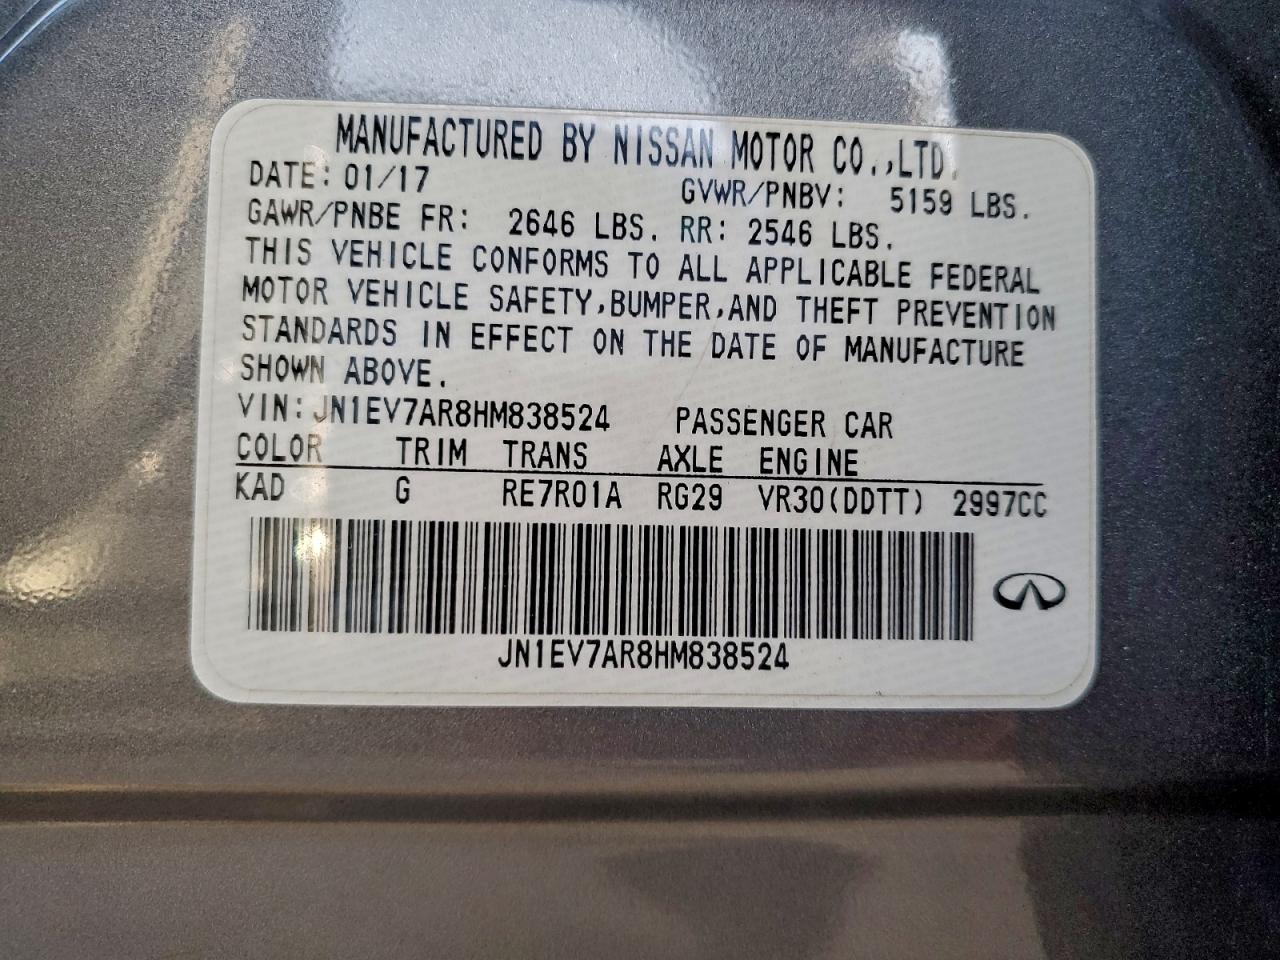 MANUFACTURED BY NISSAN MOTOR CO.,LTD.
DATE: 01/17 GVWR/PNBV: 5159 LBS.
GAWR/PNBE FR: 2646 LBS. RR: 2546 LBS.
THIS VEHICLE CONFORMS TO ALL APPLICABLE FEDERAL
MOTOR VEHICLE SAFETY,BUMPER,AND THEFT PREVENTION
STANDARDS IN EFFECT ON THE DATE OF MANUFACTURE
SHOWN ABOVE.
VIN: JN1EV7AR8HM838524 PASSENGER CAR
COLOR TRIM TRANS AXLE ENGINE
KAD G RE7R01A RG29 VR30(DDTT) 2997CC
JN1EV7AR8HM838524